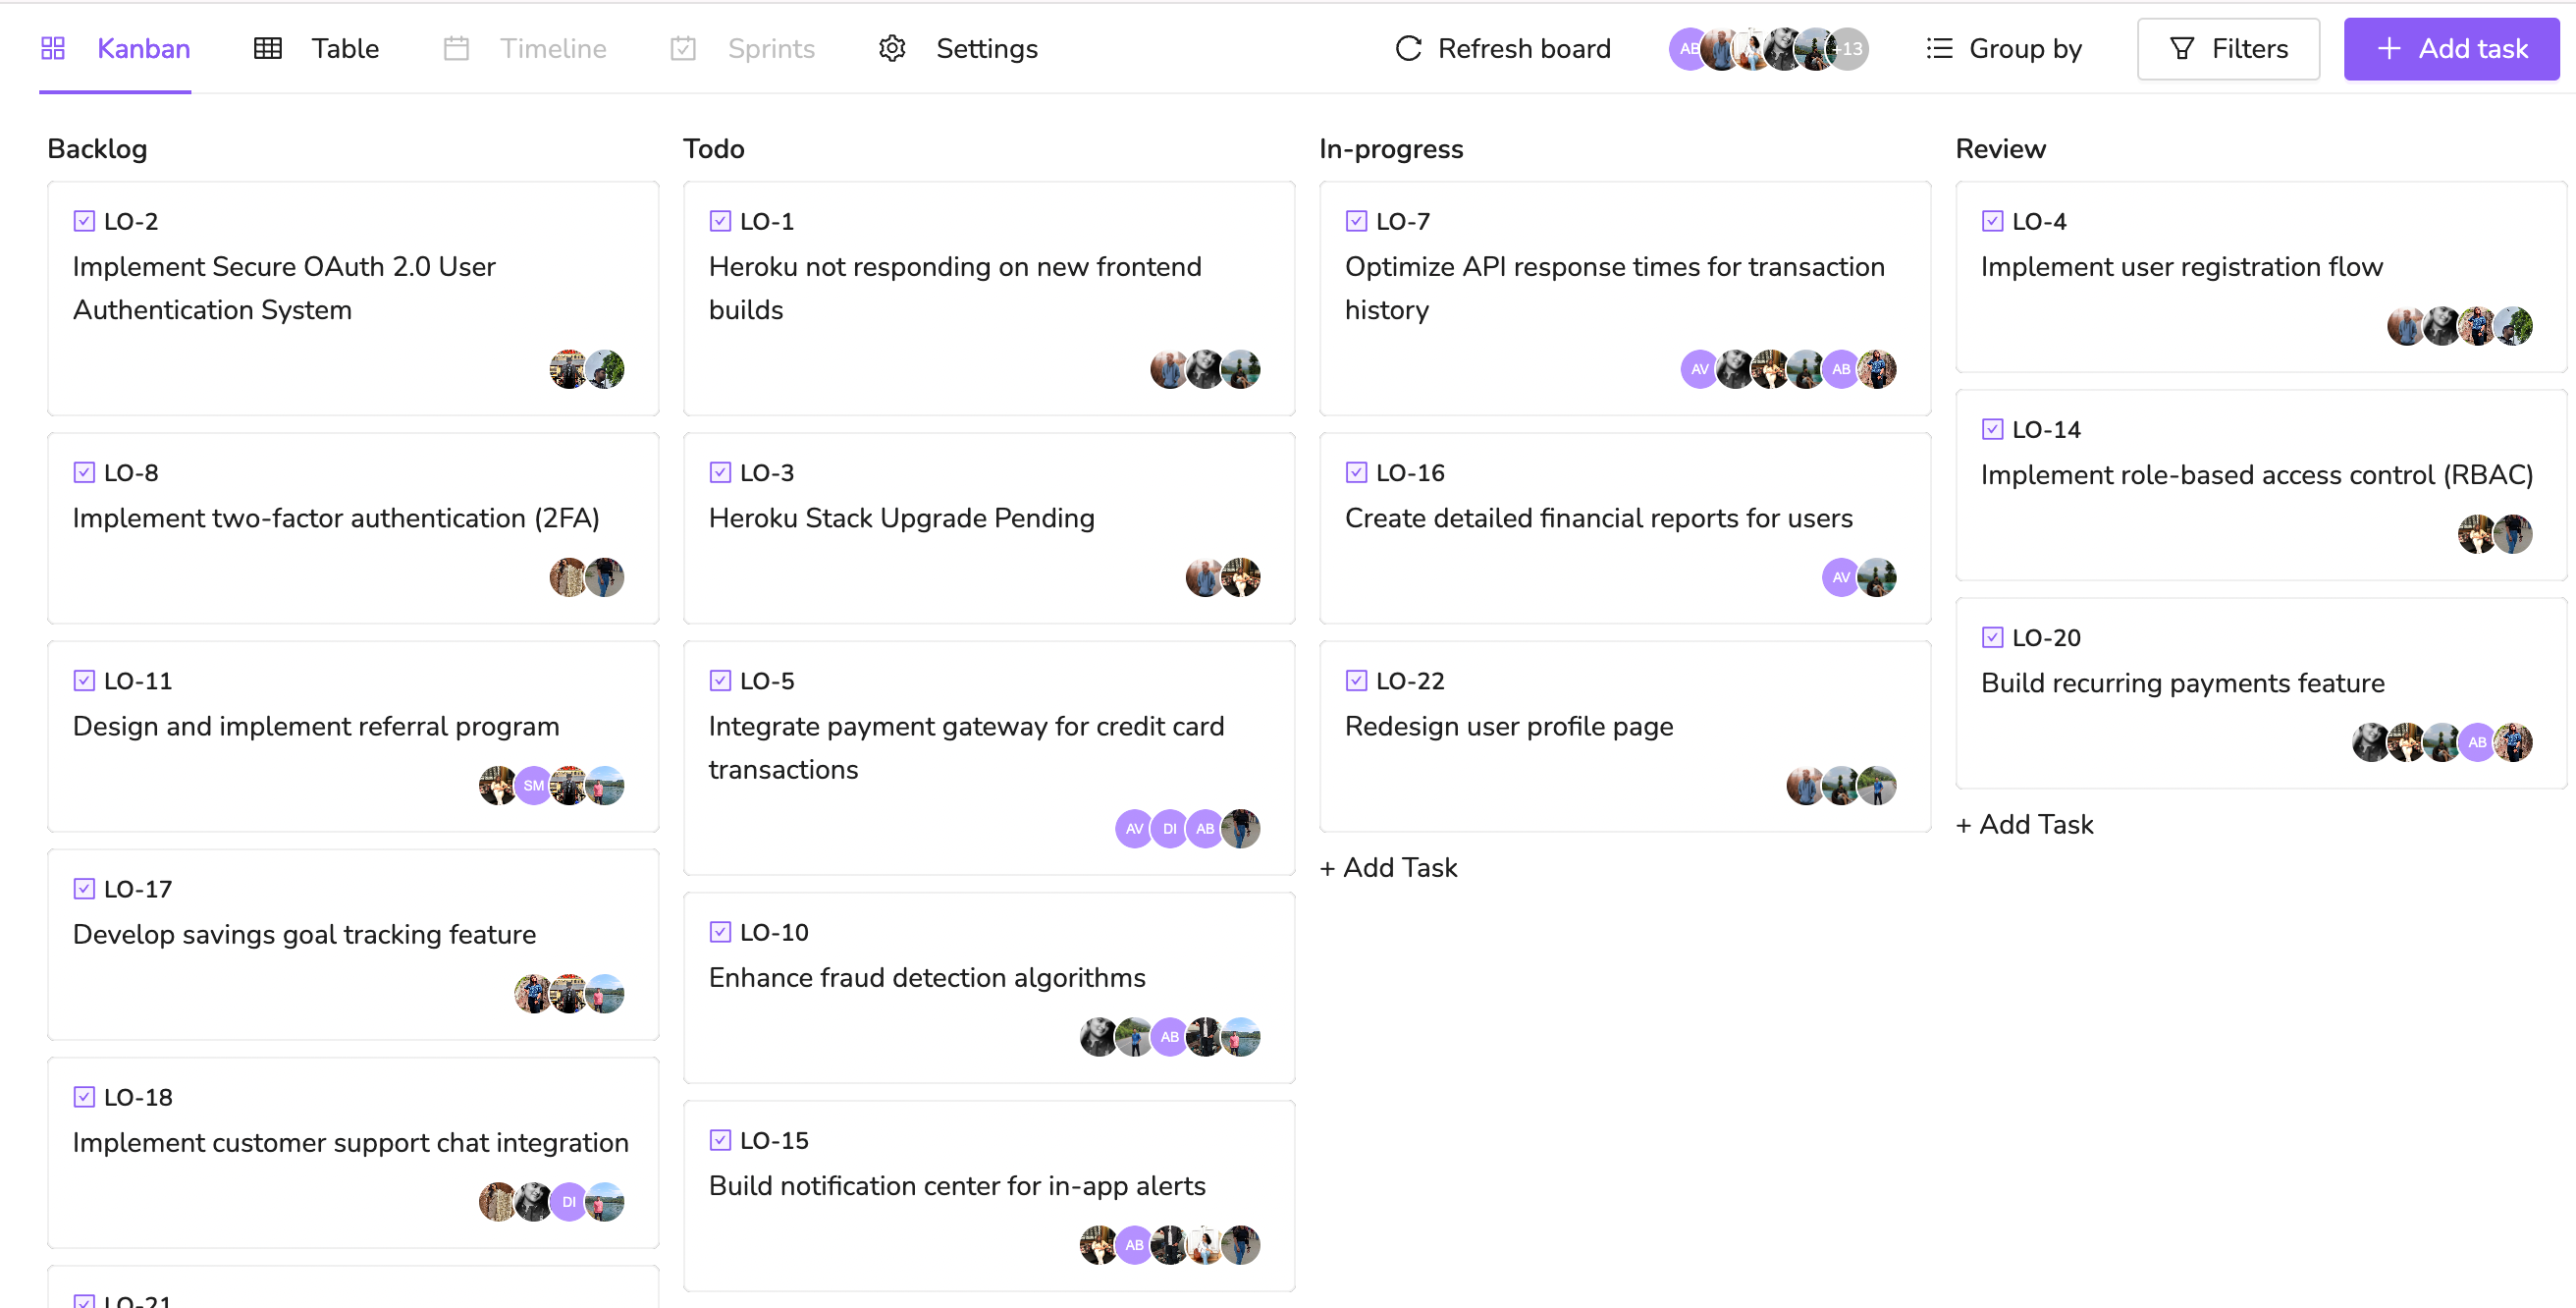 Kanban
Table
Timeline
Sprints
Settings
Refresh board
AB
+13
Group by
Filters
Add task
Backlog
LO-2
Implement Secure OAuth 2.0 User
Authentication System
LO-8
Implement two-factor authentication (2FA)
LO-11
Design and implement referral program
SM
LO-17
Develop savings goal tracking feature
LO-18
Implement customer support chat integration
DI
LO-21
Todo
LO-1
Heroku not responding on new frontend
builds
LO-3
Heroku Stack Upgrade Pending
LO-5
Integrate payment gateway for credit card
transactions
AV DI AB
LO-10
Enhance fraud detection algorithms
AB
LO-15
Build notification center for in-app alerts
AB
In-progress
LO-7
Optimize API response times for transaction
history
AV AB
LO-16
Create detailed financial reports for users
AV
LO-22
Redesign user profile page
+ Add Task
Review
LO-4
Implement user registration flow
LO-14
Implement role-based access control (RBAC)
LO-20
Build recurring payments feature
AB
+ Add Task